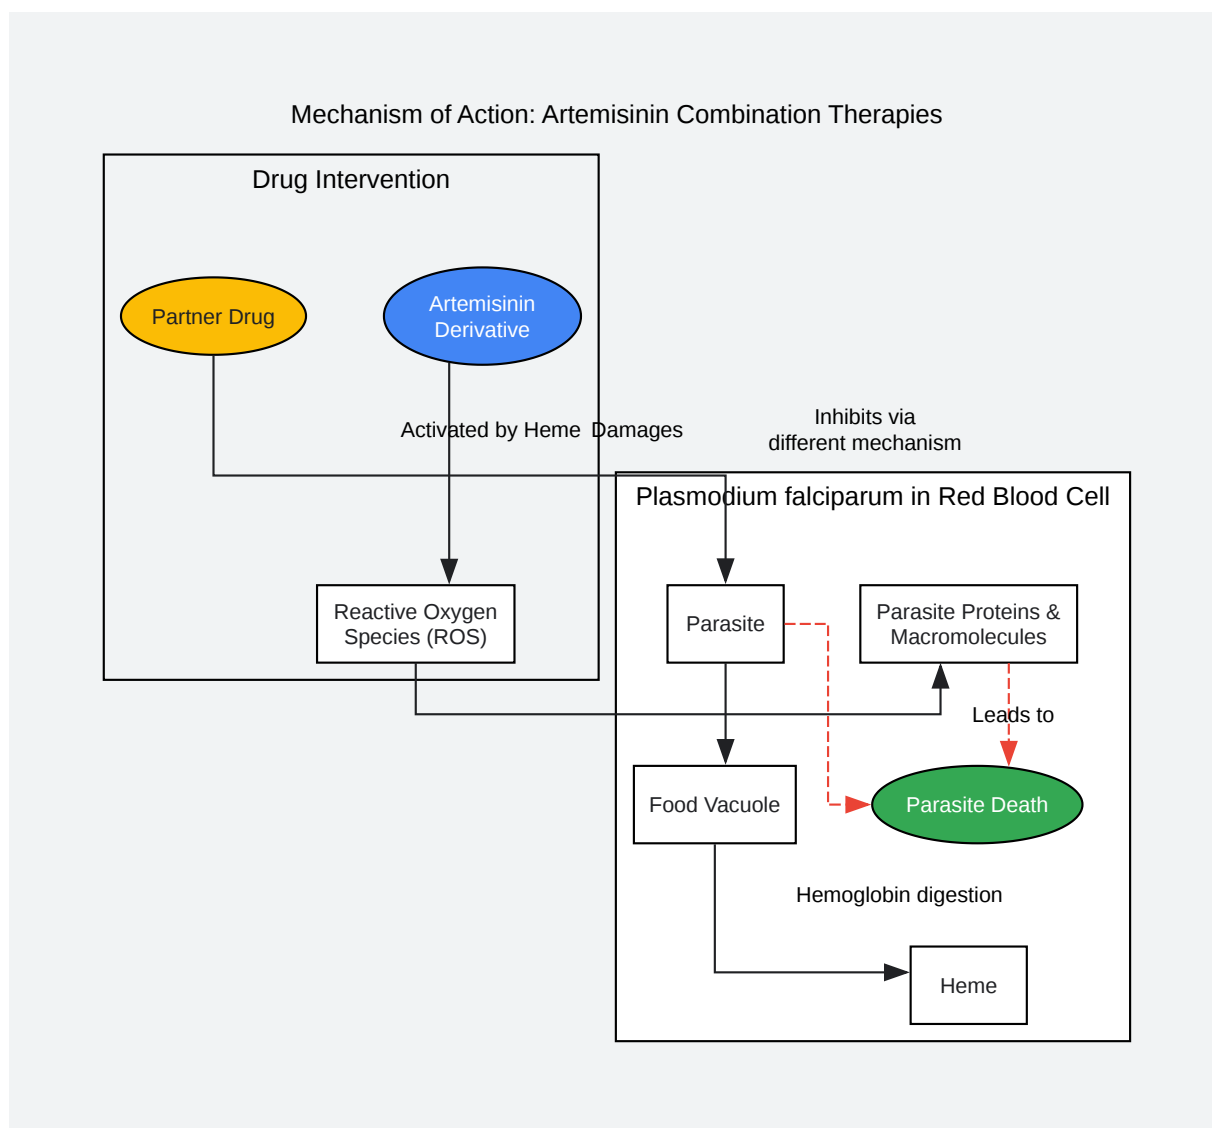 Mechanism of Action: Artemisinin Combination Therapies
Drug Intervention
Partner Drug
Artemisinin
Derivative
Activated by Heme
Damages
Inhibits via
different mechanism
Plasmodium falciparum in Red Blood Cell
Reactive Oxygen
Species (ROS)
Parasite
Parasite Proteins &
Macromolecules
Leads to
Food Vacuole
Parasite Death
Hemoglobin digestion
Heme